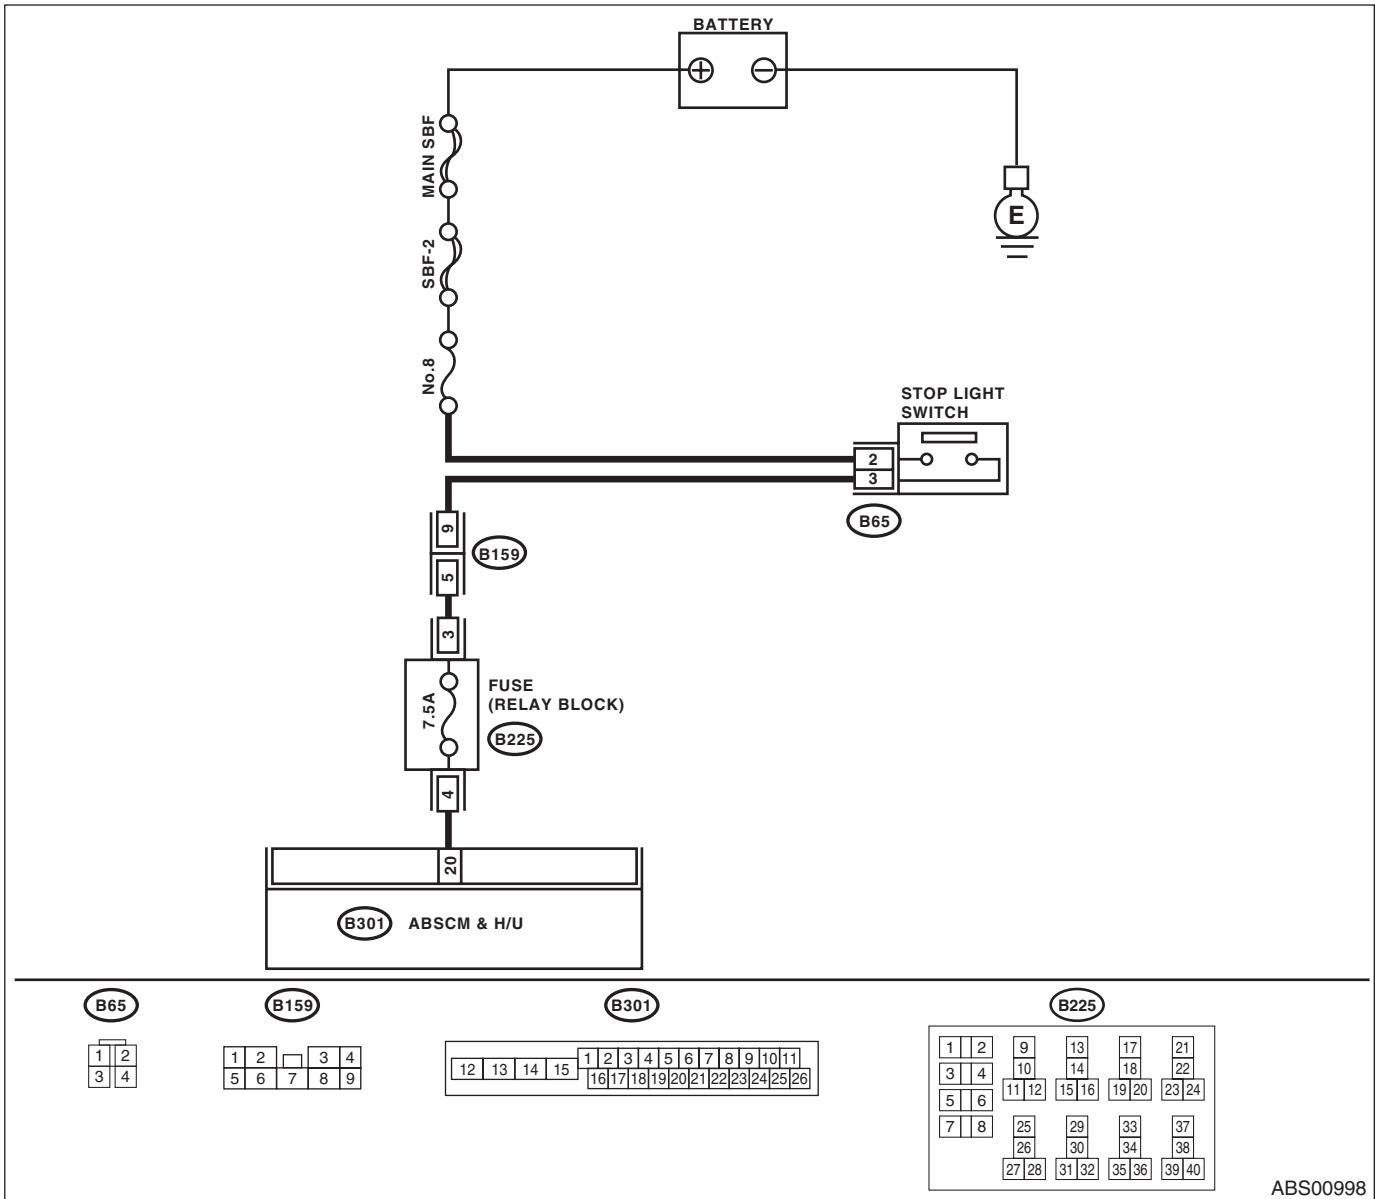 BATTERY
MAIN SBF
SBF-2
No.8
E
STOP LIGHT
SWITCH
2
3
B65
9
B159
5
3
7.5A
FUSE
(RELAY BLOCK)
B225
4
20
B301 ABSCM & H/U
B65 B159 B301 B225
1 2
3 4
1 2 3 4
5 6 7 8 9
1 2 3 4 5 6 7 8 9 10 11
12 13 14 15
16 17 18 19 20 21 22 23 24 25 26
1 2 9 13 17 21
3 4 10 14 18 22
11 12 15 16 19 20 23 24
5 6
7 8 25 29 33 37
26 30 34 38
27 28 31 32 35 36 39 40
ABS00998